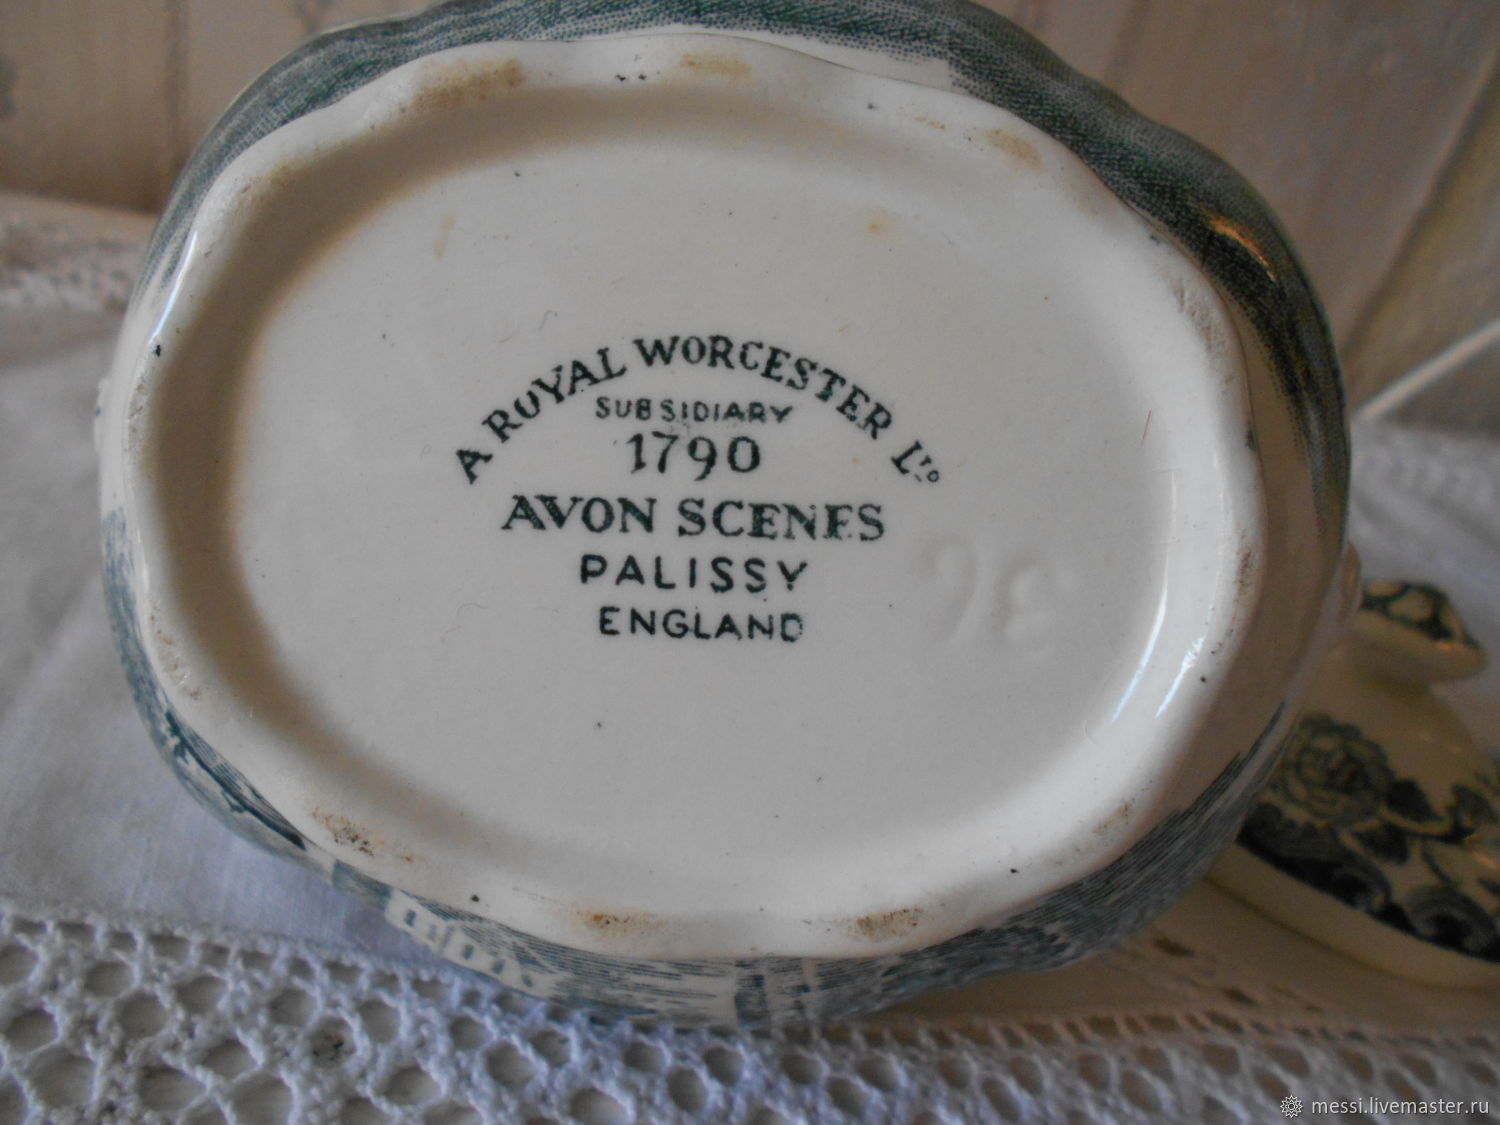 A ROYAL WORCESTER LTD
SUBSIDIARY
1790
AVON SCENES
PALISSY
ENGLAND
messi.livemaster.ru